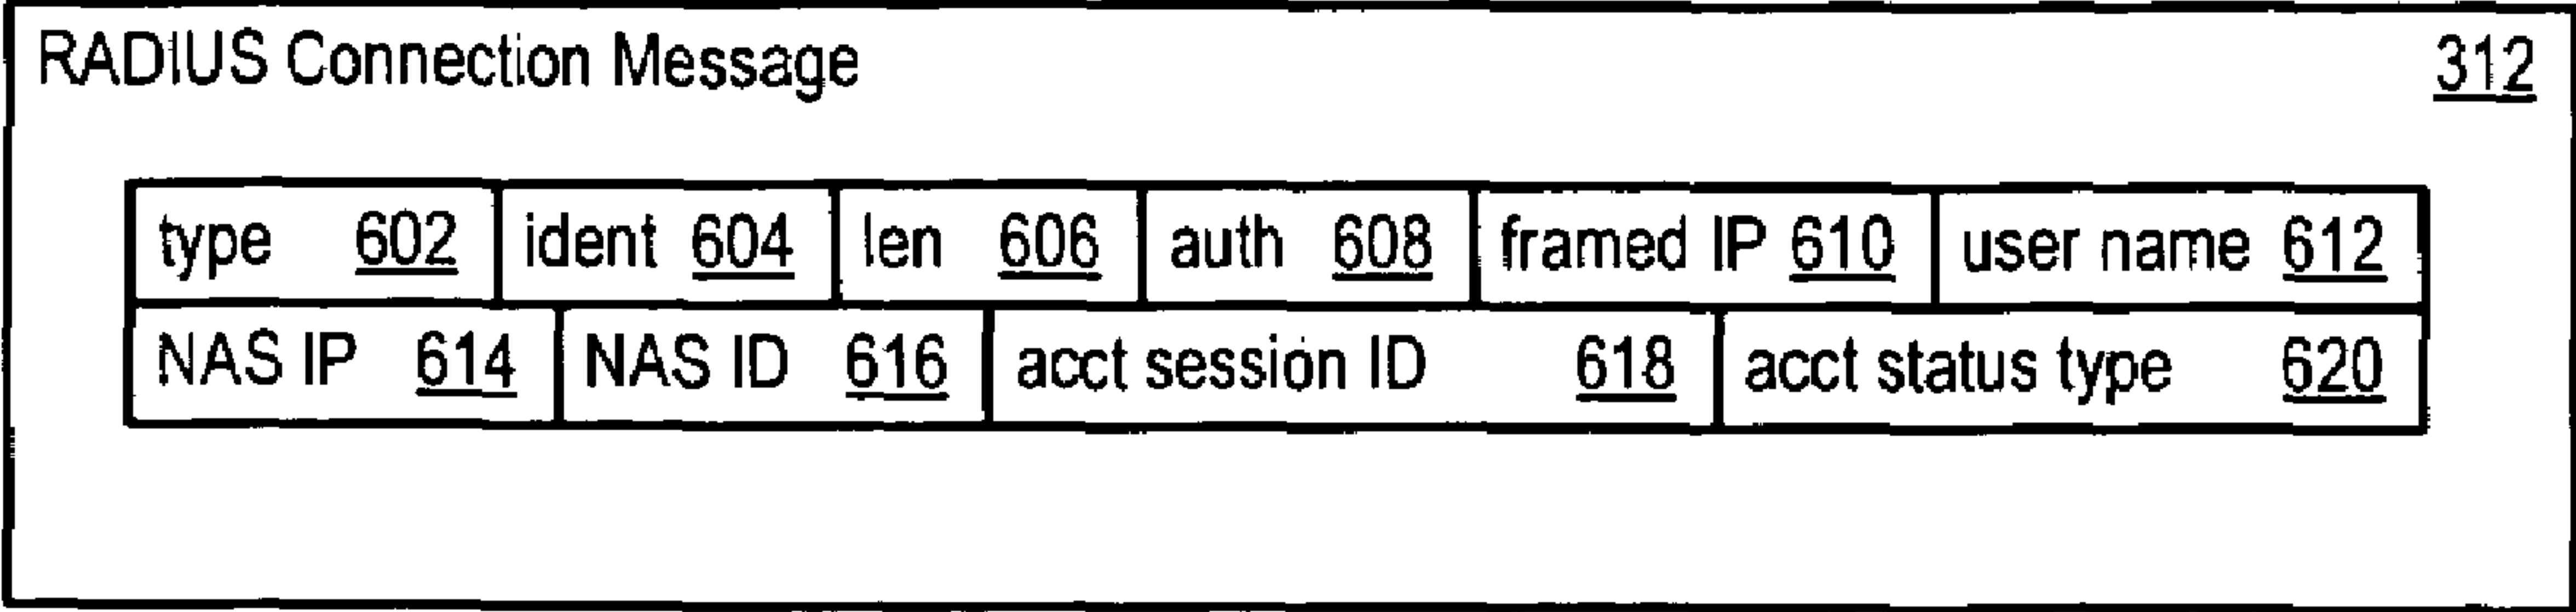 RADIUS Connection Message 312
type 602 ident 604 len 606 auth 608 framed IP 610 user name 612
NAS IP 614 NAS ID 616 acct session ID 618 acct status type 620